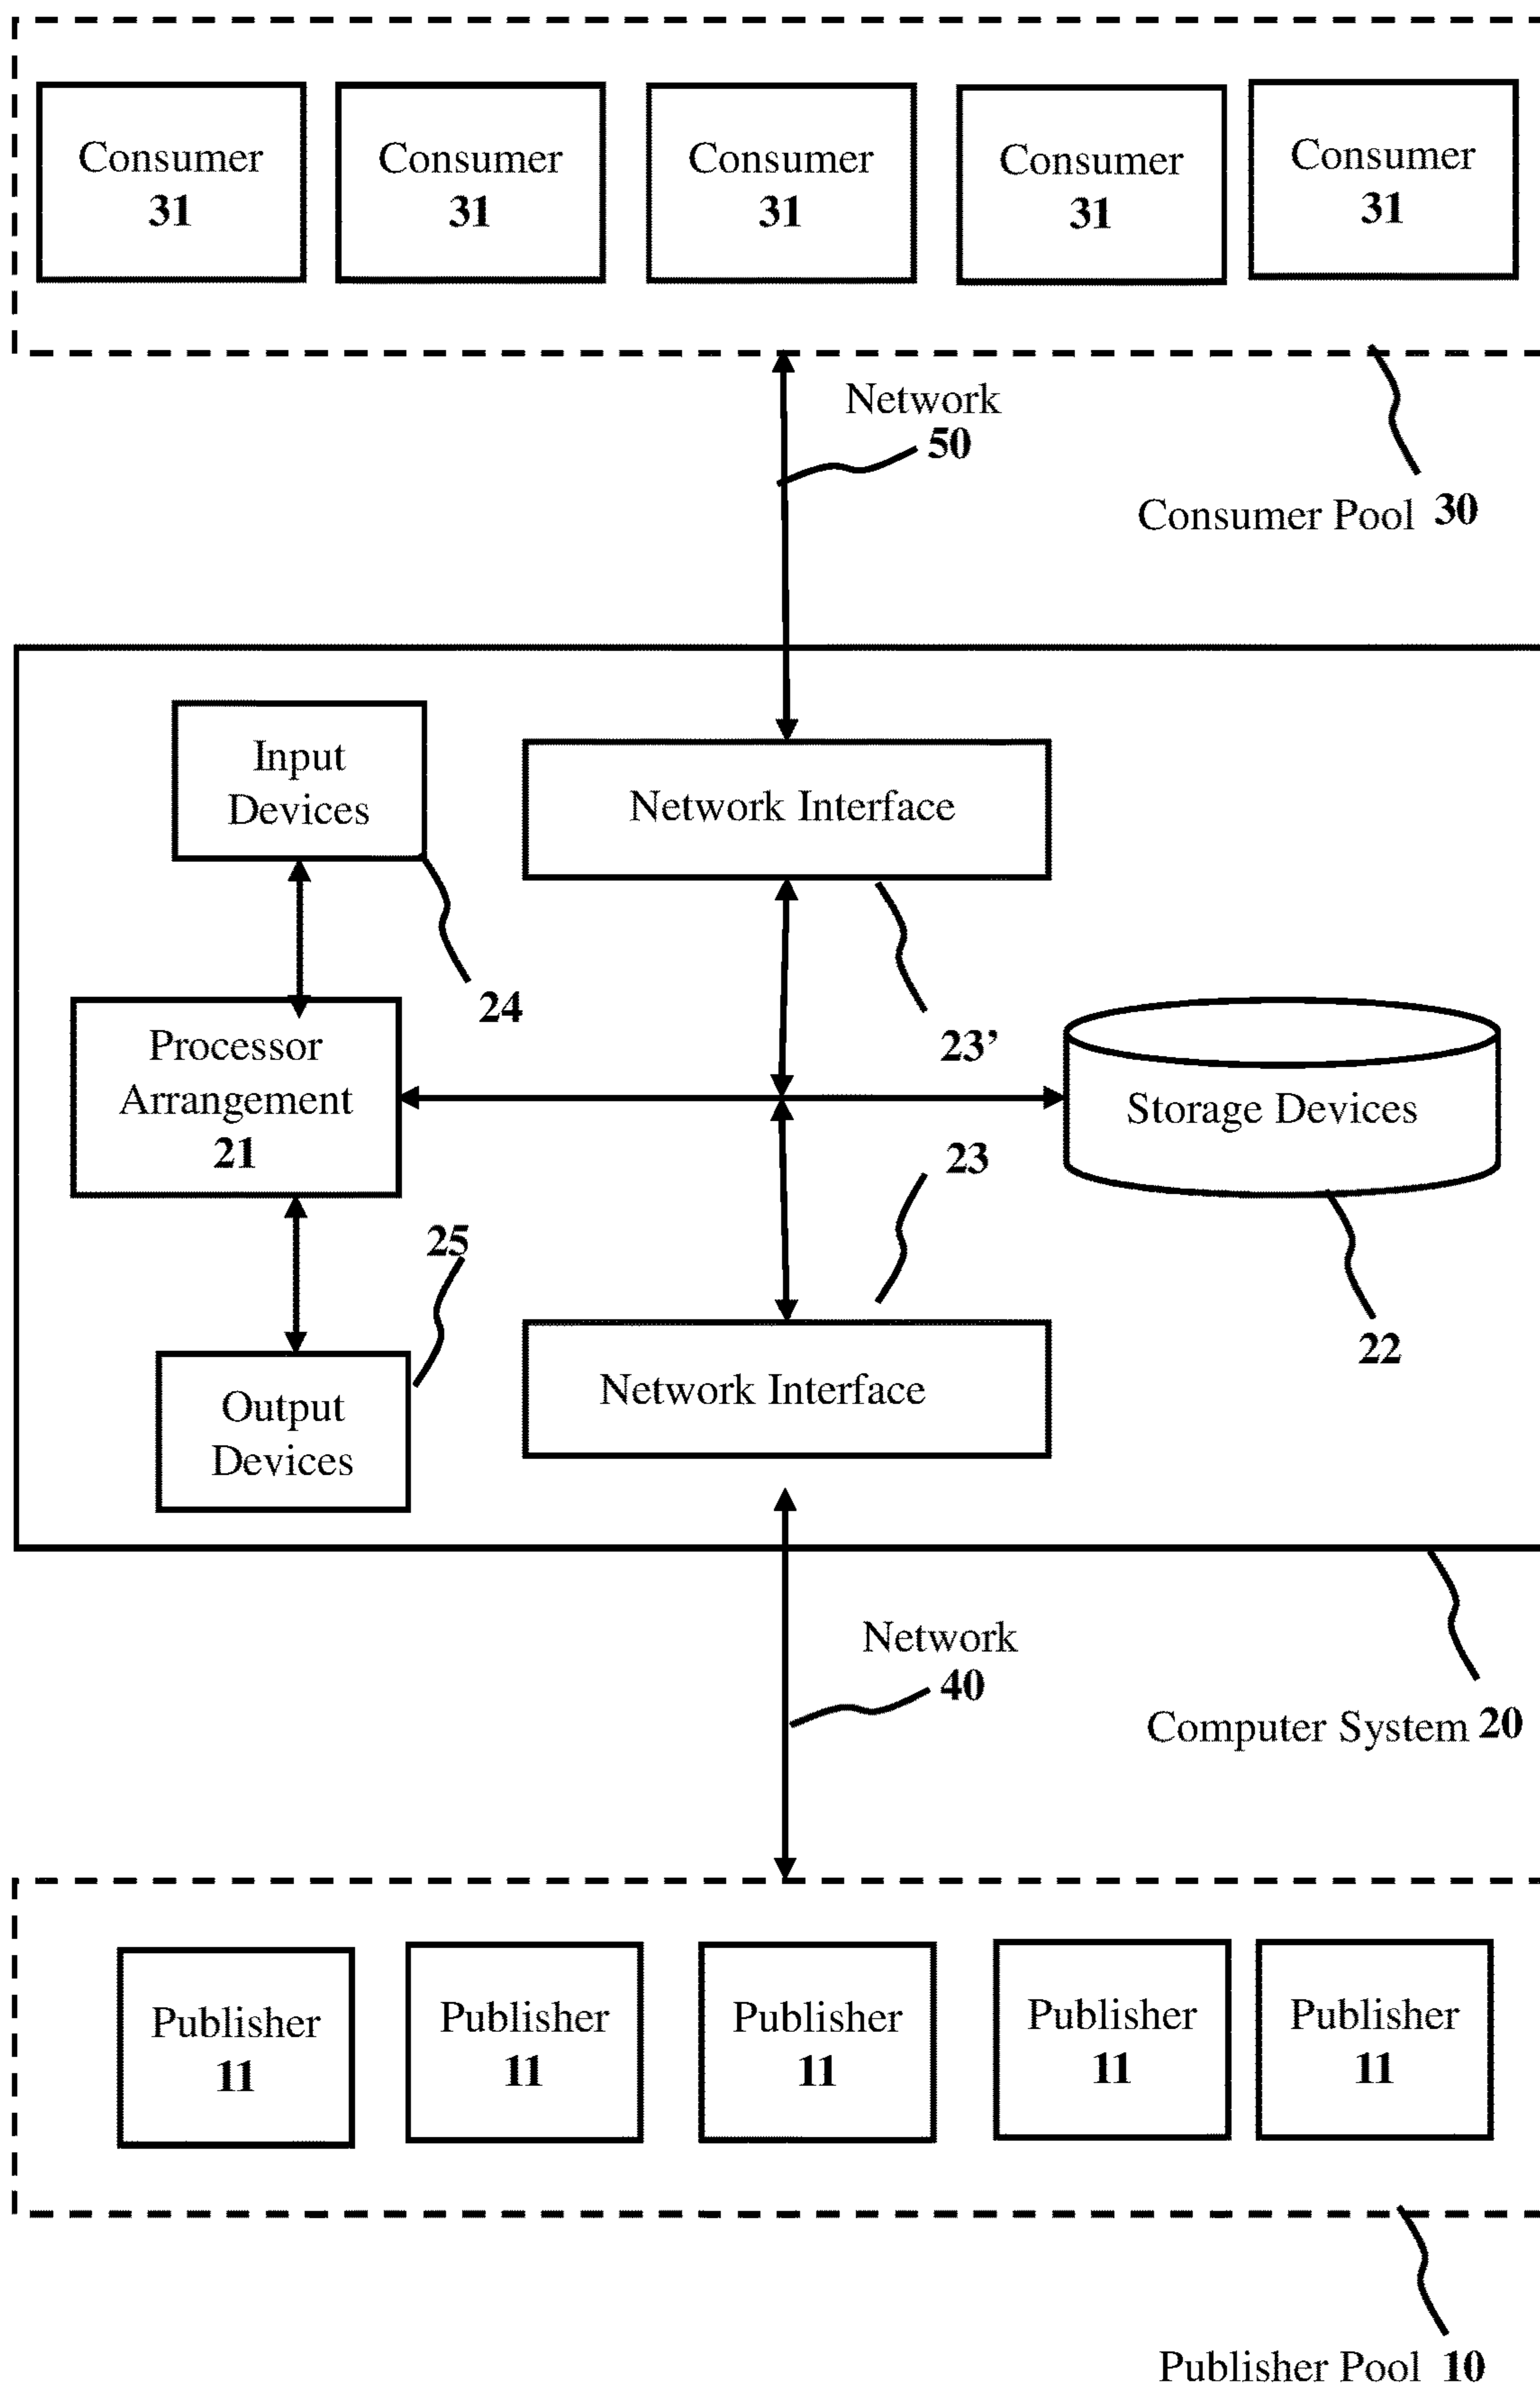 Consumer
31
Consumer
31
Consumer
31
Consumer
31
Consumer
31
Network
50
Consumer Pool 30
Input
Devices
24
Network Interface
23’
Processor
Arrangement
21
Storage Devices
22
23
25
Network Interface
Output
Devices
Network
40
Computer System 20
Publisher
11
Publisher
11
Publisher
11
Publisher
11
Publisher
11
Publisher Pool 10